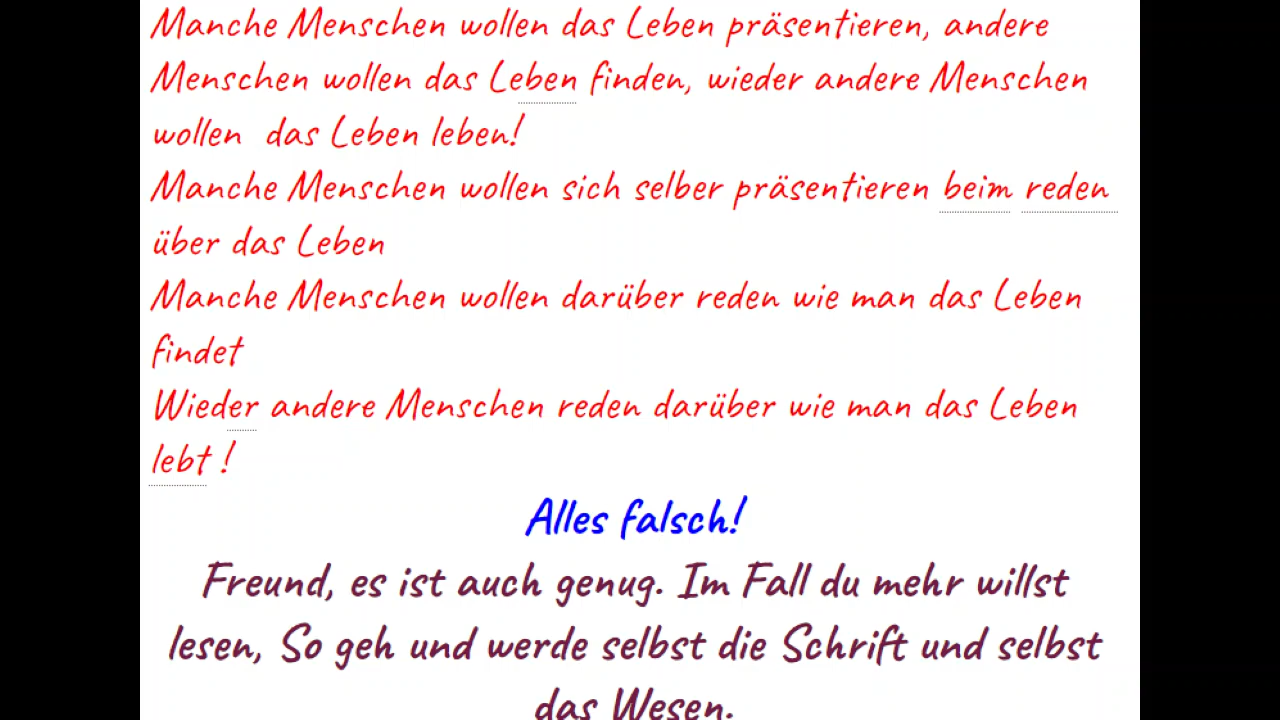 Manche Menschen wollen das Leben präsentieren, andere
Menschen wollen das Leben finden, wieder andere Menschen
wollen  das Leben leben!
Manche Menschen wollen sich selber präsentieren beim reden
über das Leben
Manche Menschen wollen darüber reden wie man das Leben
findet
Wieder andere Menschen reden darüber wie man das Leben
lebt !
Alles falsch!
Freund, es ist auch genug. Im Fall du mehr willst
lesen, So geh und werde selbst die Schrift und selbst
das Wesen.